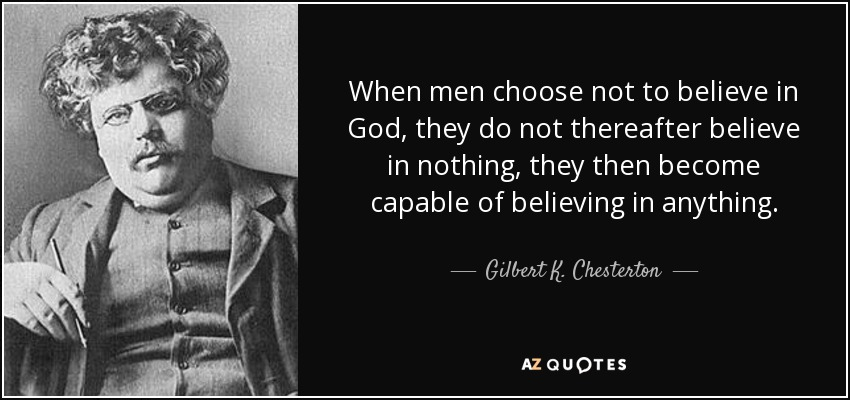 When men choose not to believe in
God, they do not thereafter believe
in nothing, they then become
capable of believing in anything.
Gilbert K. Chesterton
AZ QUOTES